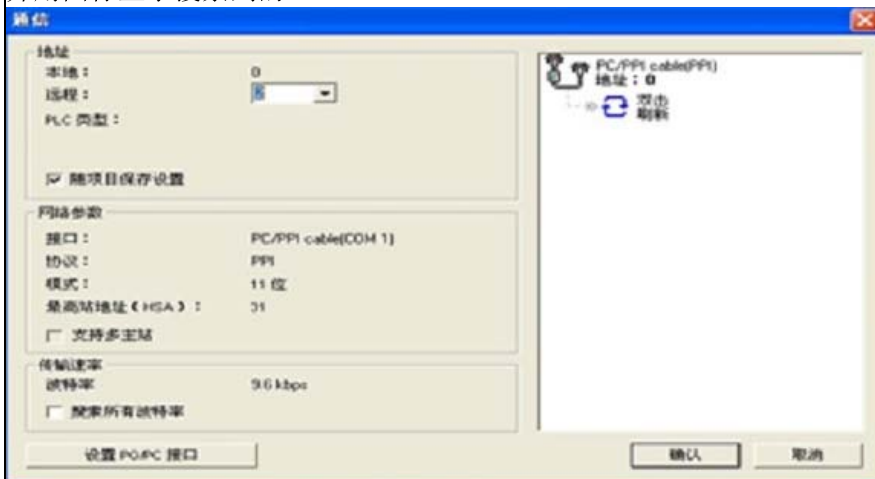 通信
地址
本地： 0
远程：
PLC 类型：
随项目保存设置
网络参数
接口： PC/PPI cable(COM 1)
协议： PPI
模式： 11 位
最高站地址（HSA）： 31
支持多主站
传输速率
波特率 9.6 kbps
搜索所有波特率
设置 PG/PC 接口
PC/PPI cable(PPI)
地址：0
双击
刷新
确认
取消